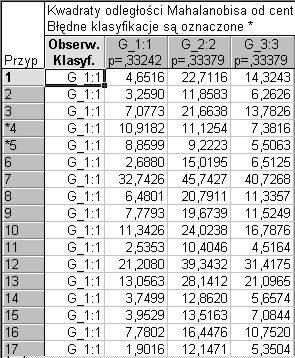 Kwadraty odległości Mahalanobisa od cent
Błędne klasyfikacje są oznaczone *
Przyp Obserw. Klasyf. G_1:1 p=,33242 G_2:2 p=,33379 G_3:3 p=,33379
1 G_1:1 4,6516 22,7116 14,3243
2 G_1:1 3,2590 11,8583 6,2626
3 G_1:1 7,0773 21,6638 13,7826
*4 G_1:1 10,9182 11,1254 7,3816
*5 G_1:1 8,8599 9,2223 5,5063
6 G_1:1 2,6880 15,0195 6,5125
7 G_1:1 32,7426 45,7427 40,7268
8 G_1:1 6,4801 20,7911 11,3357
9 G_1:1 7,7793 19,6739 11,5249
10 G_1:1 11,3426 24,0238 16,7876
11 G_1:1 2,5353 10,4046 4,5164
12 G_1:1 21,2080 39,3432 31,4175
13 G_1:1 13,0563 28,1412 21,0965
14 G_1:1 3,7499 12,8620 5,6574
15 G_1:1 3,9529 13,5163 7,0844
16 G_1:1 7,7802 16,4476 10,7520
17 G_1:1 1,9016 12,1471 5,3504